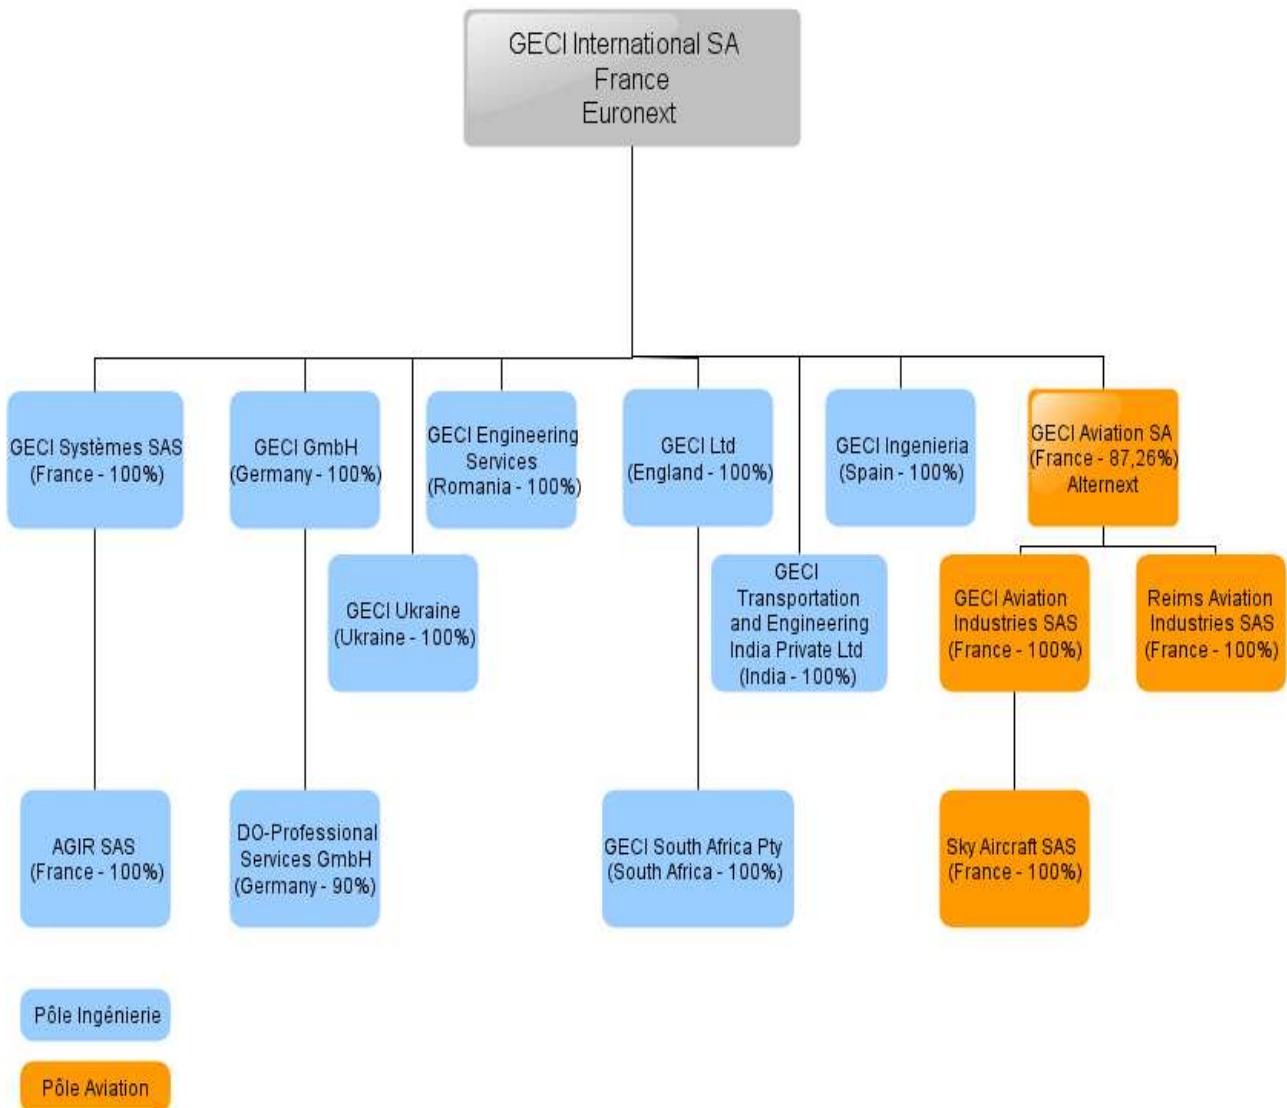 GECI International SA
France
Euronext
GECI Systèmes SAS
(France - 100%)
GECI GmbH
(Germany - 100%)
GECI Engineering
Services
(Romania - 100%)
GECI Ltd
(England - 100%)
GECI Ingenieria
(Spain - 100%)
GECI Aviation SA
(France - 87,26%)
Alternext
GECI Ukraine
(Ukraine - 100%)
GECI
Transportation
and Engineering
India Private Ltd
(India - 100%)
GECI Aviation
Industries SAS
(France - 100%)
Reims Aviation
Industries SAS
(France - 100%)
AGIR SAS
(France - 100%)
DO-Professional
Services GmbH
(Germany - 90%)
GECI South Africa Pty
(South Africa - 100%)
Sky Aircraft SAS
(France - 100%)
Pôle Ingénierie
Pôle Aviation